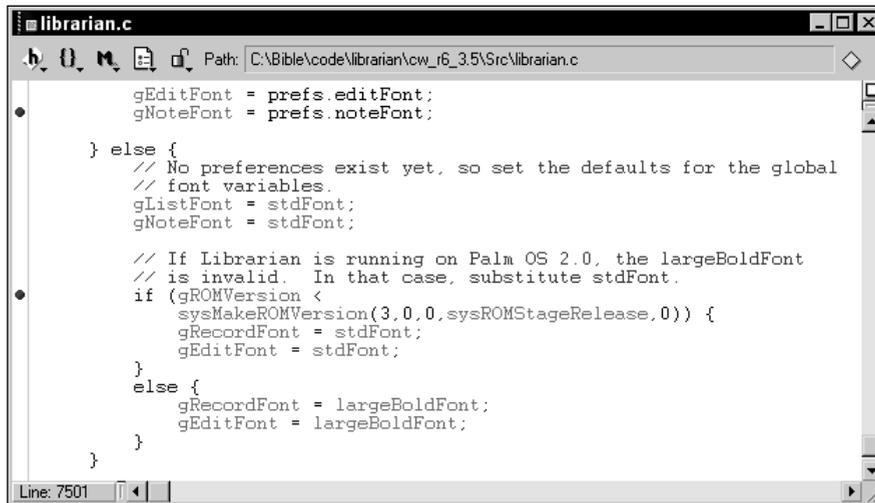 librarian.c
h {} M Path: C:\Bible\code\librarian\cw_r6_3.5\Src\librarian.c
gEditFont = prefs.editFont;
gNoteFont = prefs.noteFont;
} else {
// No preferences exist yet, so set the defaults for the global
// font variables.
gListFont = stdFont;
gNoteFont = stdFont;
// If Librarian is running on Palm OS 2.0, the largeBoldFont
// is invalid.  In that case, substitute stdFont.
if (gROMVersion <
sysMakeROMVersion(3,0,0,sysROMStageRelease,0)) {
gRecordFont = stdFont;
gEditFont = stdFont;
}
else {
gRecordFont = largeBoldFont;
gEditFont = largeBoldFont;
}
}
Line: 7501